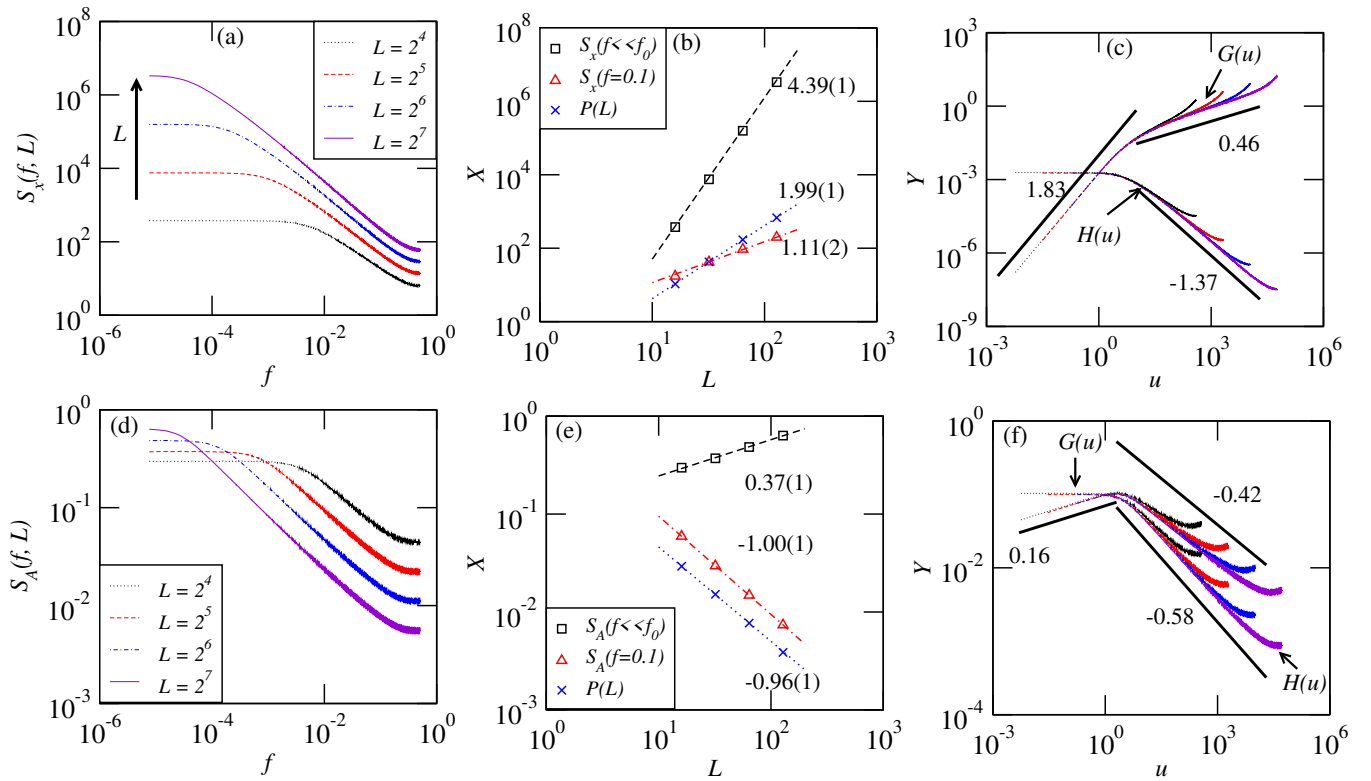 (a)
10^8
10^6
10^4
10^2
10^0
S_x(f, L)
L
L = 2^4
L = 2^5
L = 2^6
L = 2^7
10^-6
10^-4
10^-2
10^0
f
(b)
10^8
10^6
10^4
10^2
10^0
X
S_x(f<<f_0)
S_x(f=0.1)
P(L)
4.39(1)
1.99(1)
1.11(2)
10^0
10^1
10^2
10^3
L
(c)
10^3
10^0
10^-3
10^-6
10^-9
Y
G(u)
0.46
1.83
H(u)
-1.37
10^-3
10^0
10^3
10^6
u
(d)
10^0
10^-1
10^-2
10^-3
S_A(f, L)
L = 2^4
L = 2^5
L = 2^6
L = 2^7
10^-6
10^-4
10^-2
10^0
f
(e)
10^0
10^-1
10^-2
10^-3
X
0.37(1)
-1.00(1)
S_A(f<<f_0)
S_A(f=0.1)
P(L)
-0.96(1)
10^0
10^1
10^2
10^3
L
(f)
10^0
10^-2
10^-4
Y
G(u)
-0.42
0.16
-0.58
H(u)
10^-3
10^0
10^3
10^6
u